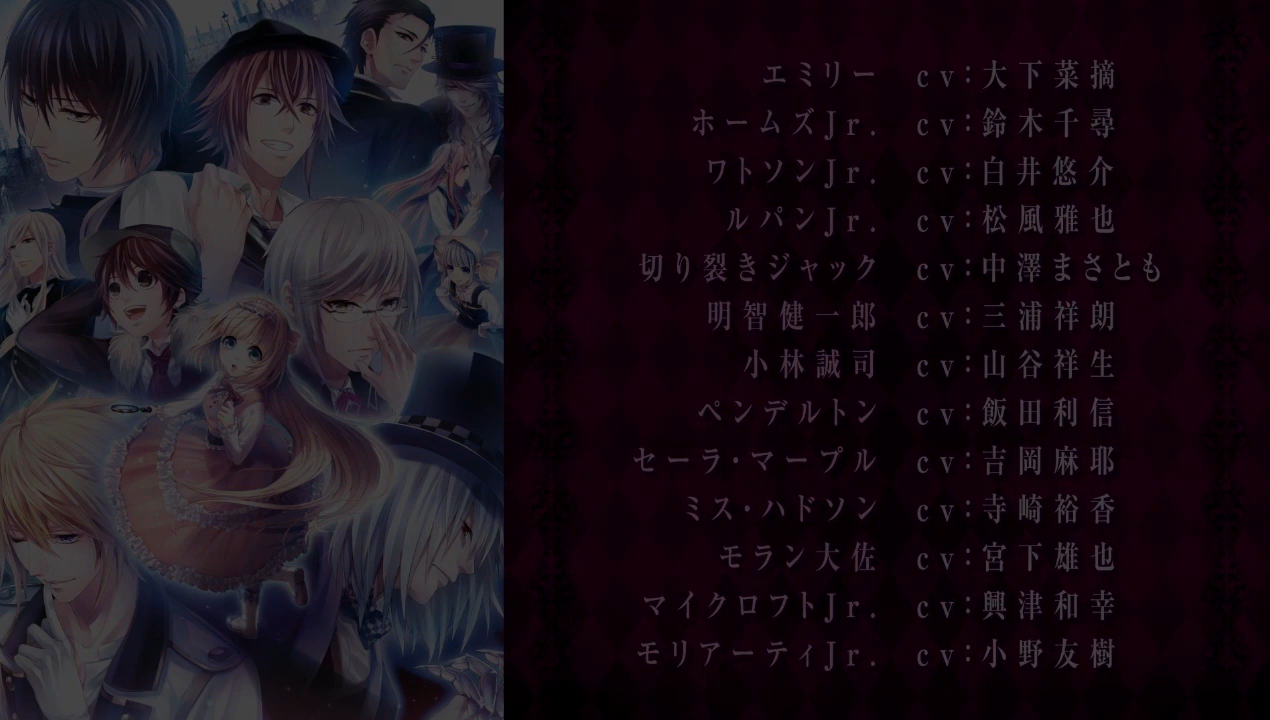 エミリー cv:大下菜摘
ホームズJr. cv:鈴木千尋
ワトソンJr. cv:白井悠介
ルパンJr. cv:松風雅也
切り裂きジャック cv:中澤まさとも
明智健一郎 cv:三浦祥朗
小林誠司 cv:山谷祥生
ペンデルトン cv:飯田利信
セーラ・マープル cv:吉岡麻耶
ミス・ハドソン cv:寺崎裕香
モラン大佐 cv:宮下雄也
マイクロフトJr. cv:興津和幸
モリアーティJr. cv:小野友樹